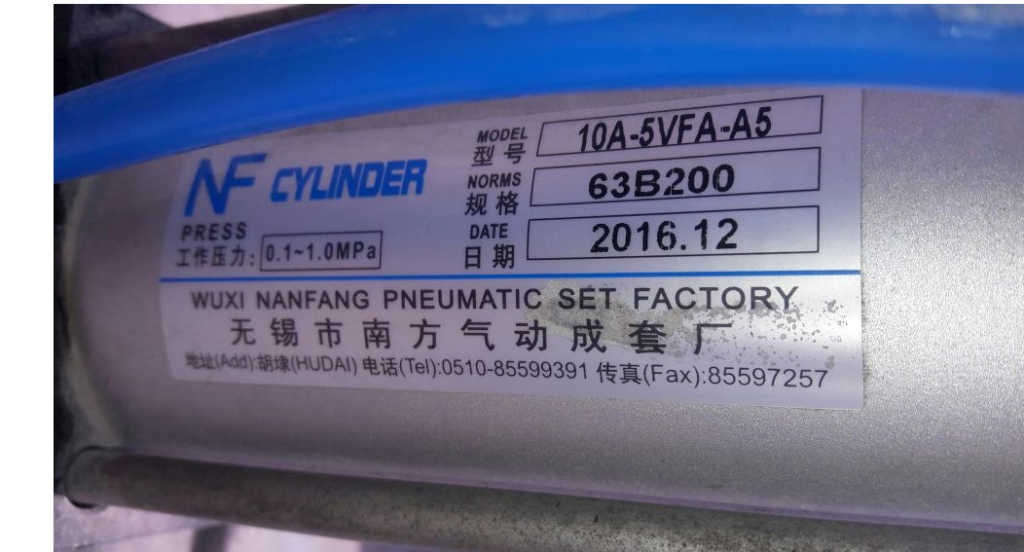 NF CYLINDER
PRESS
工作压力: 0.1~1.0MPa
MODEL
型号 10A-5VFA-A5
NORMS
规格 63B200
DATE
日期 2016.12
WUXI NANFANG PNEUMATIC SET FACTORY
无锡市南方气动成套厂
地址(Add):胡埭(HUDAI) 电话(Tel):0510-85599391 传真(Fax):85597257